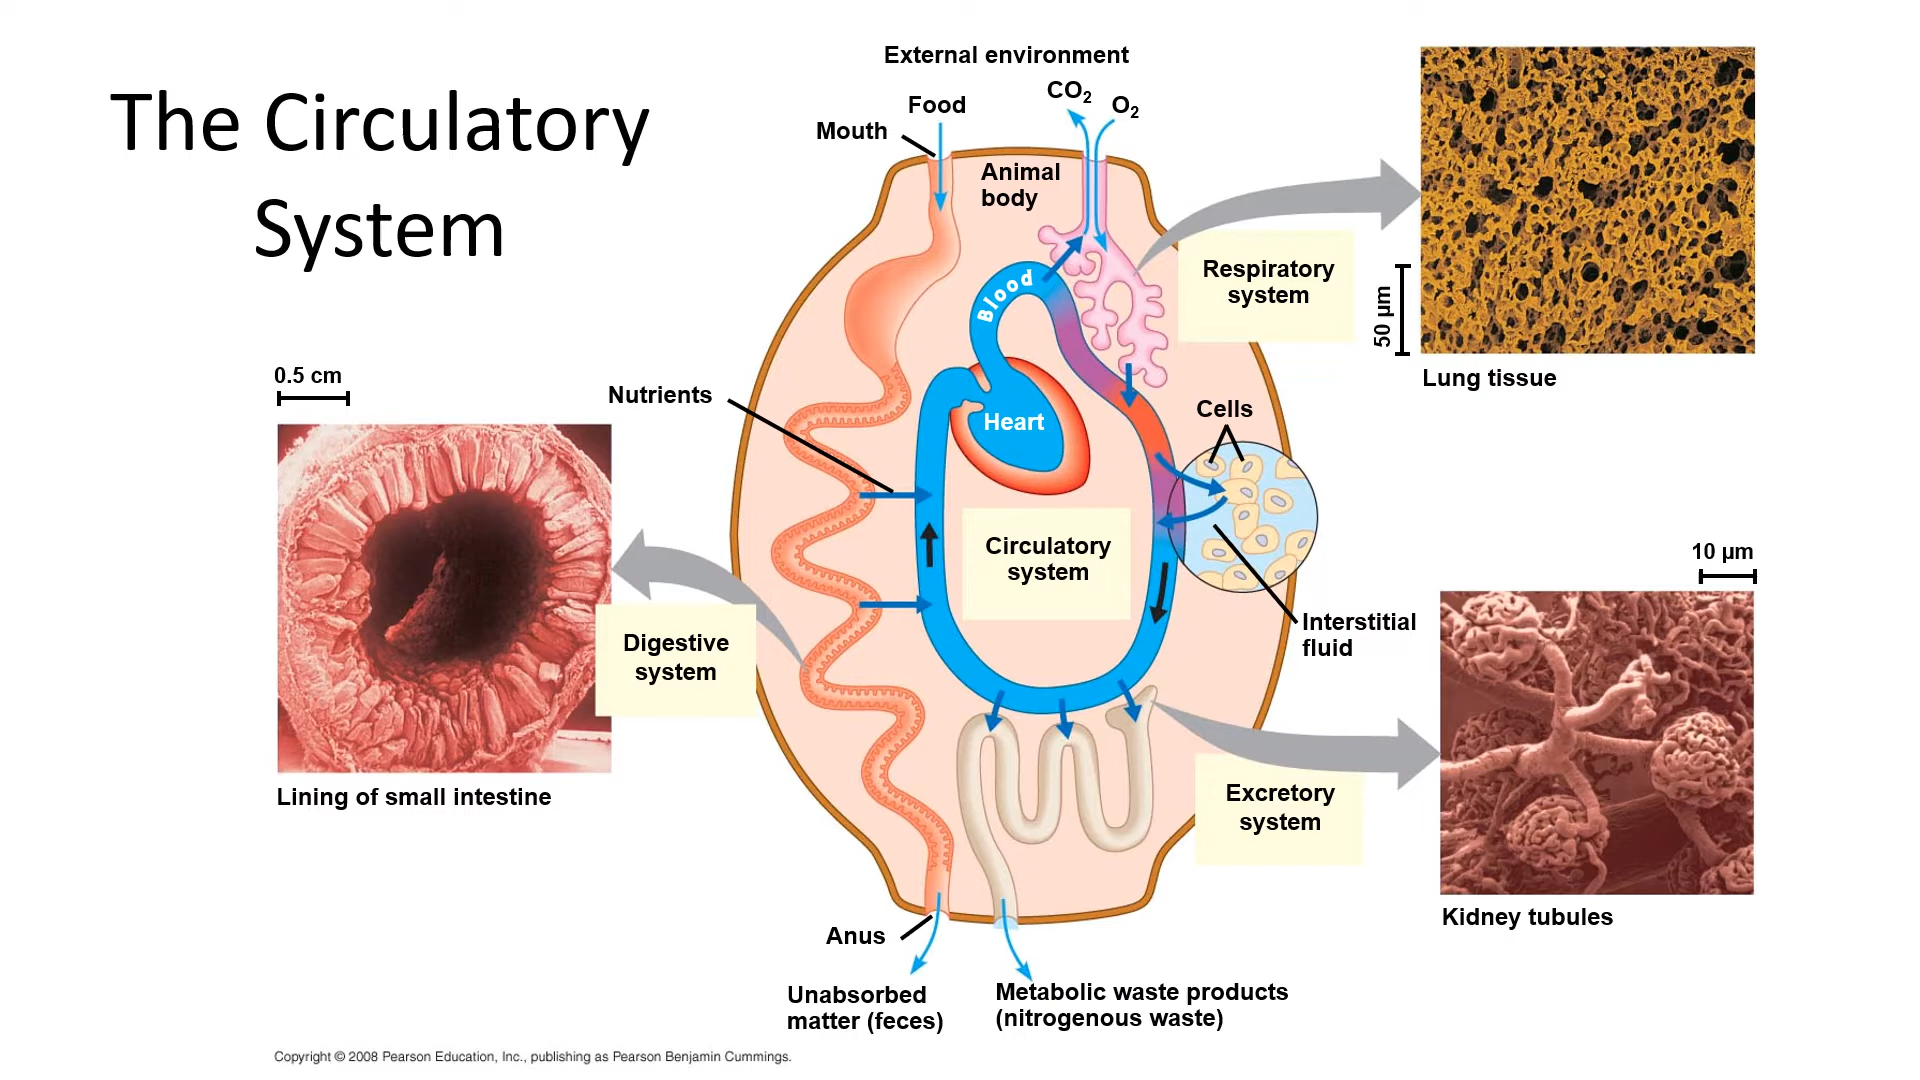 The Circulatory
System
External environment
CO2
O2
Food
Mouth
Animal
body
Respiratory
system
50 µm
Lung tissue
Blood
Heart
Cells
0.5 cm
Nutrients
Circulatory
system
Interstitial
fluid
10 µm
Digestive
system
Lining of small intestine
Excretory
system
Kidney tubules
Anus
Unabsorbed
matter (feces)
Metabolic waste products
(nitrogenous waste)
Copyright © 2008 Pearson Education, Inc., publishing as Pearson Benjamin Cummings.